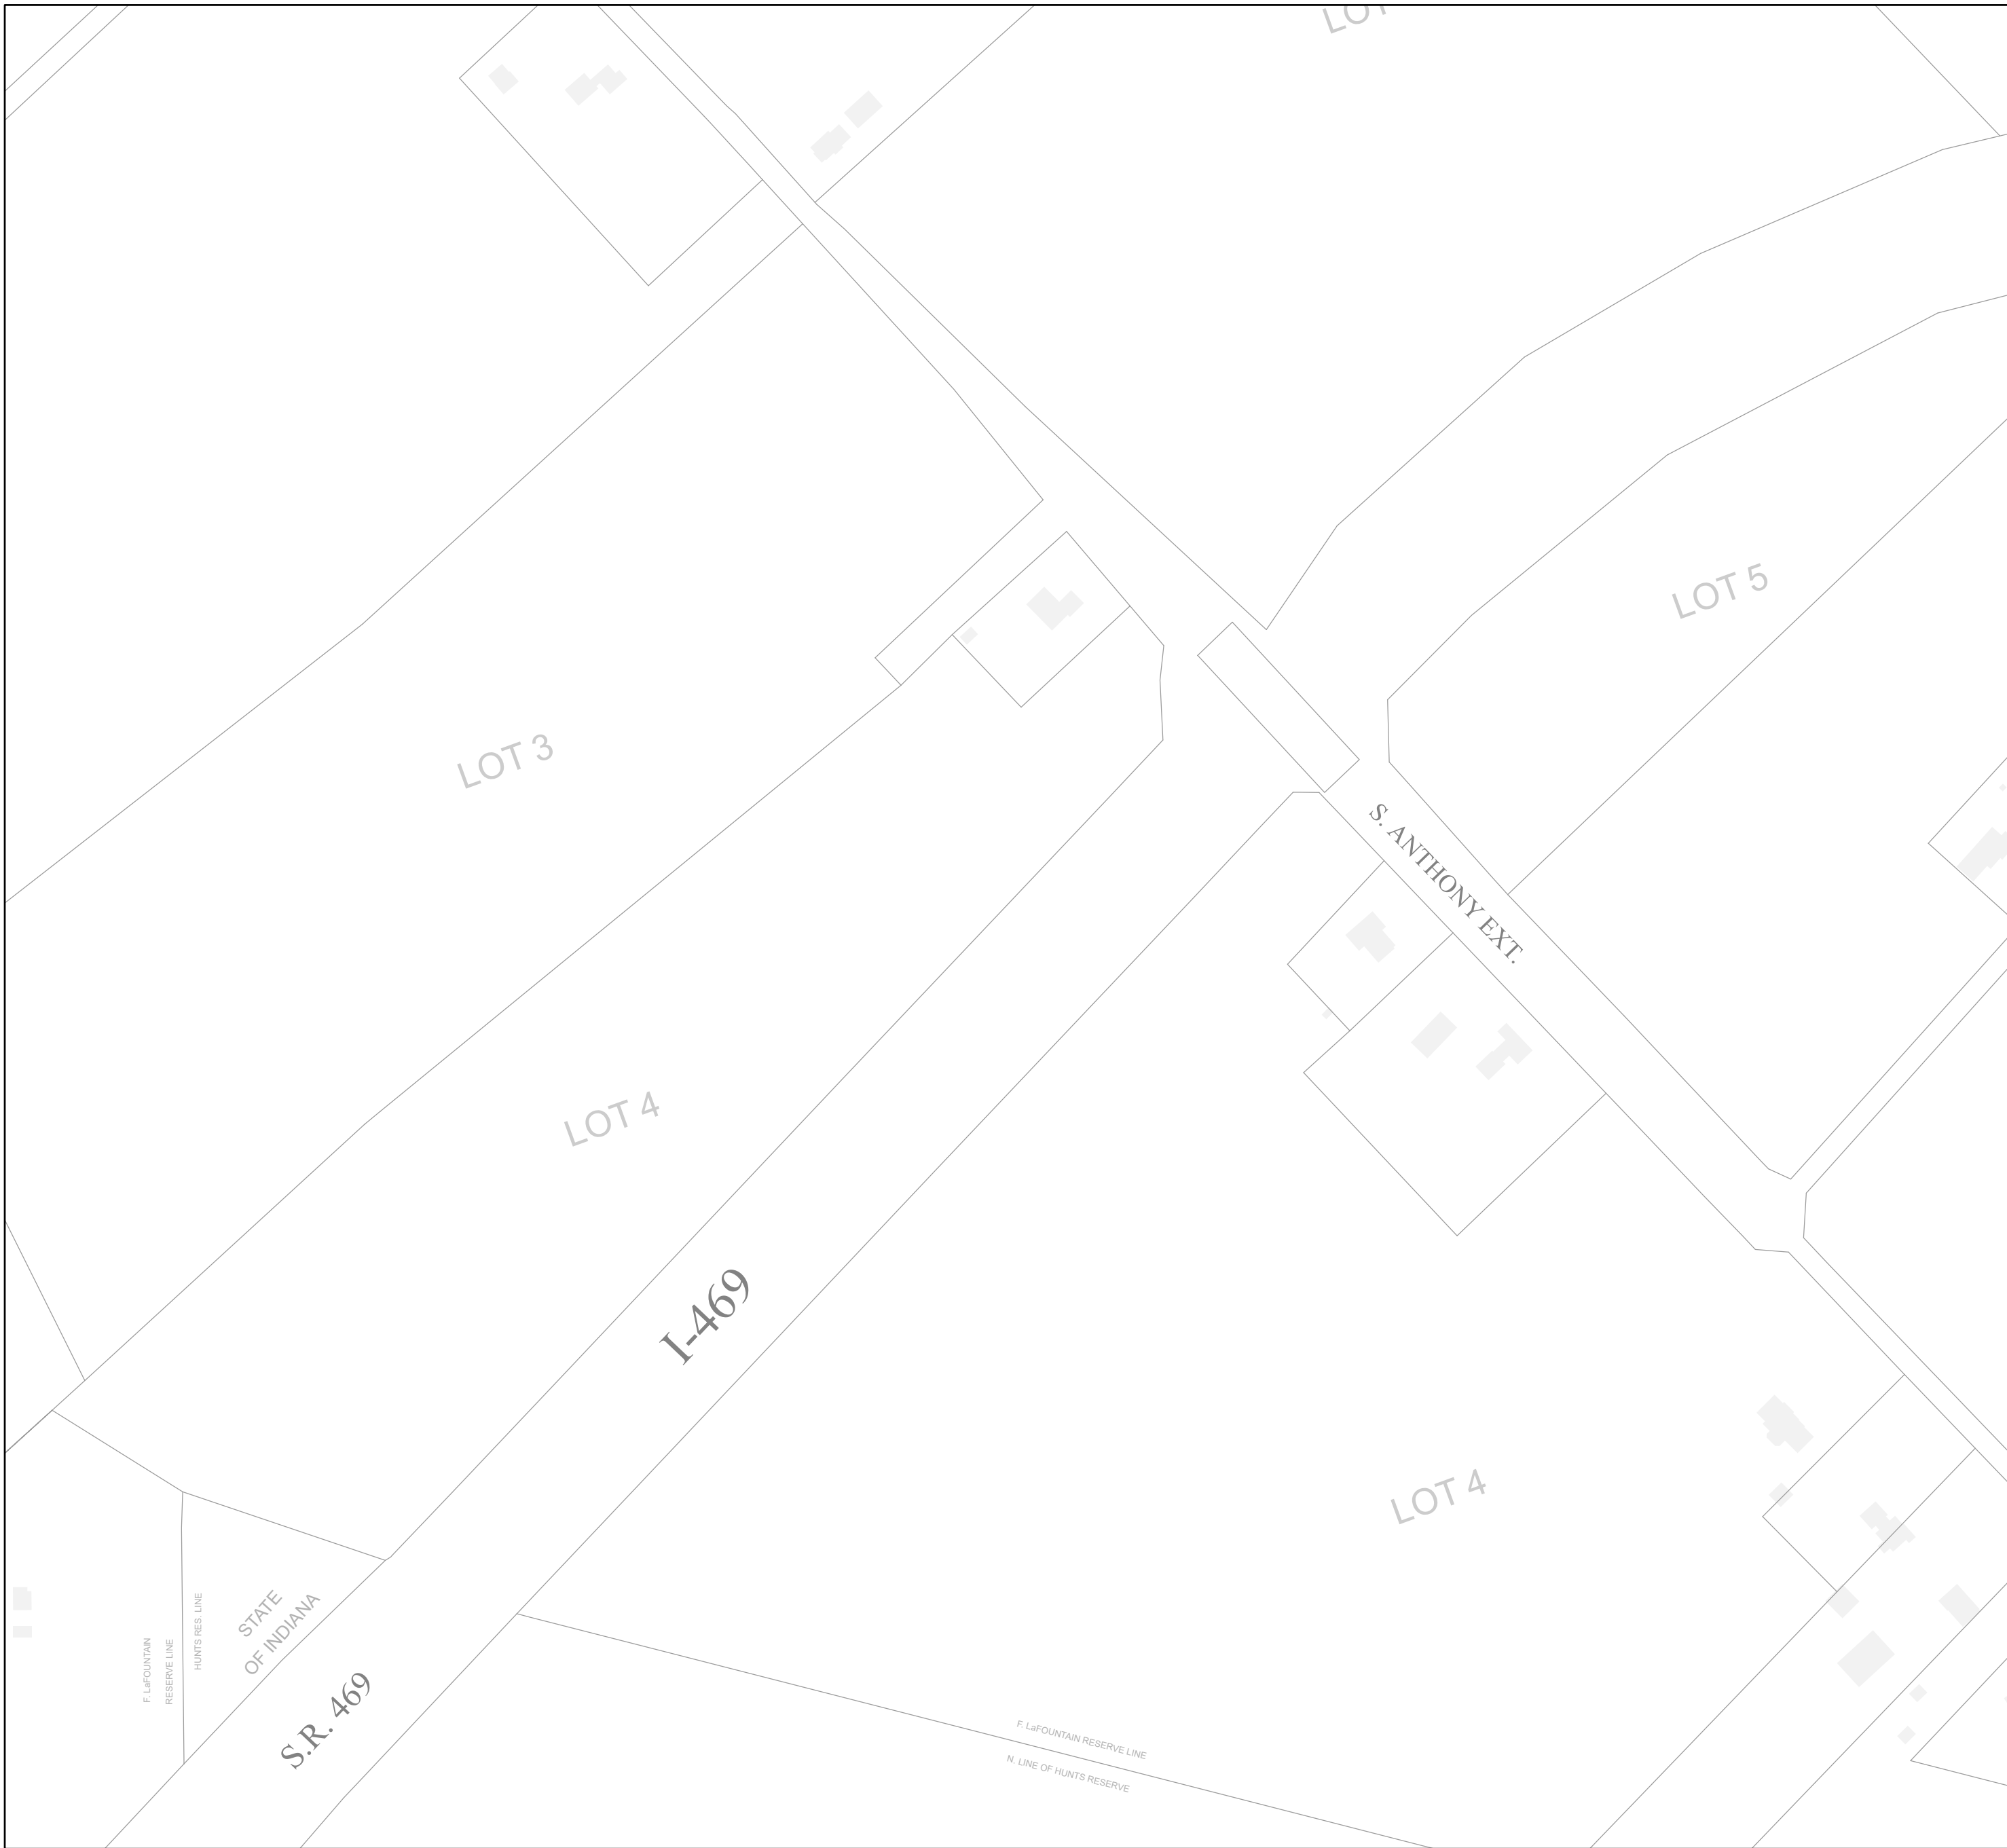 LOT
LOT 5
LOT 3
S. ANTHONY EXT.
LOT 4
I-469
LOT 4
STATE
OF INDIANA
HUNTS RES. LINE
F. LaFOUNTAIN
RESERVE LINE
S.R. 469
F. LaFOUNTAIN RESERVE LINE
N. LINE OF HUNTS RESERVE